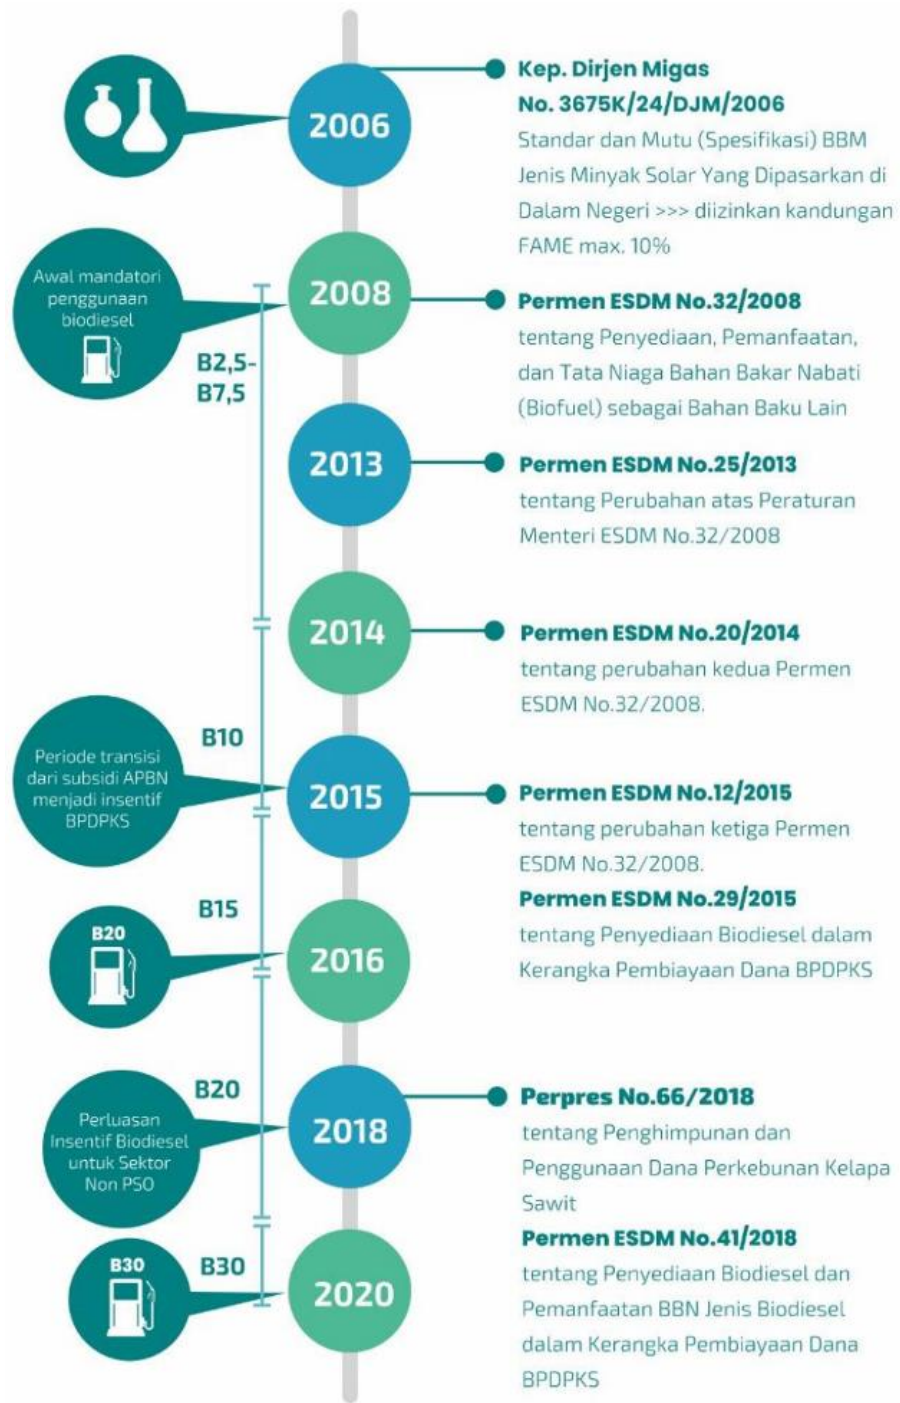 2006
Kep. Dirjen Migas
No. 3675K/24/DJM/2006
Standar dan Mutu (Spesifikasi) BBM
Jenis Minyak Solar Yang Dipasarkan di
Dalam Negeri >>> diizinkan kandungan
FAME max. 10%
Awal mandatori
penggunaan
biodiesel
B2,5-
B7,5
2008
Permen ESDM No.32/2008
tentang Penyediaan, Pemanfaatan,
dan Tata Niaga Bahan Bakar Nabati
(Biofuel) sebagai Bahan Baku Lain
2013
Permen ESDM No.25/2013
tentang Perubahan atas Peraturan
Menteri ESDM No.32/2008
2014
Permen ESDM No.20/2014
tentang perubahan kedua Permen
ESDM No.32/2008.
B10
Periode transisi
dari subsidi APBN
menjadi insentif
BPDPKS
2015
Permen ESDM No.12/2015
tentang perubahan ketiga Permen
ESDM No.32/2008.
Permen ESDM No.29/2015
tentang Penyediaan Biodiesel dalam
Kerangka Pembiayaan Dana BPDPKS
B15
B20
2016
B20
Perluasan
Insentif Biodiesel
untuk Sektor
Non PSO
2018
Perpres No.66/2018
tentang Penghimpunan dan
Penggunaan Dana Perkebunan Kelapa
Sawit
Permen ESDM No.41/2018
tentang Penyediaan Biodiesel dan
Pemanfaatan BBN Jenis Biodiesel
dalam Kerangka Pembiayaan Dana
BPDPKS
B30
B30
2020